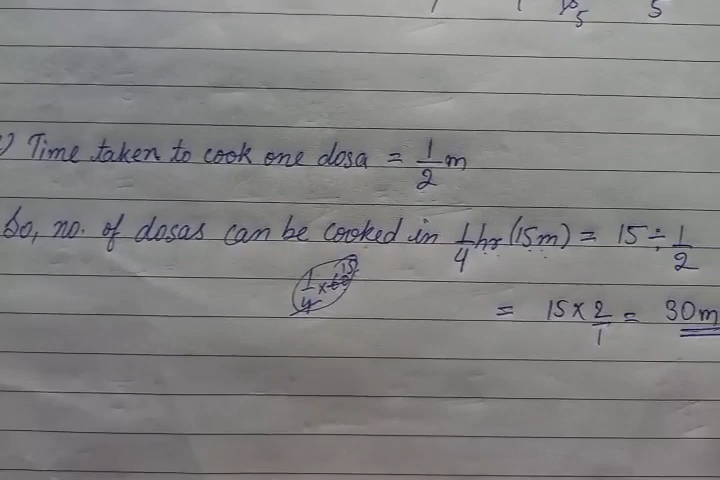 ) Time taken to cook one dosa = 1/2 m
So, no. of dosas can be cooked in 1/4 hr (15m) = 15 ÷ 1/2
1/4 × 60 15
= 15 × 2/1 = 30m